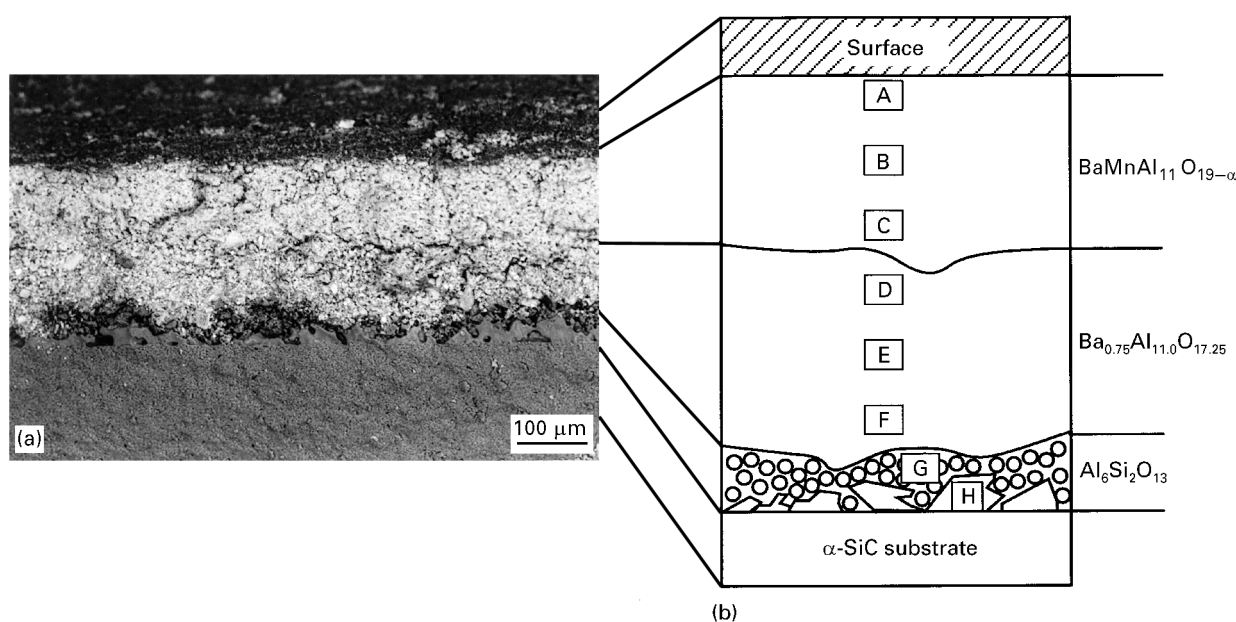 (a)
100 μm
Surface
A
B
C
D
E
F
G
H
BaMnAl₁₁O₁₉₋α
Ba₀.₇₅Al₁₁.₀O₁₇.₂₅
Al₆Si₂O₁₃
α-SiC substrate
(b)